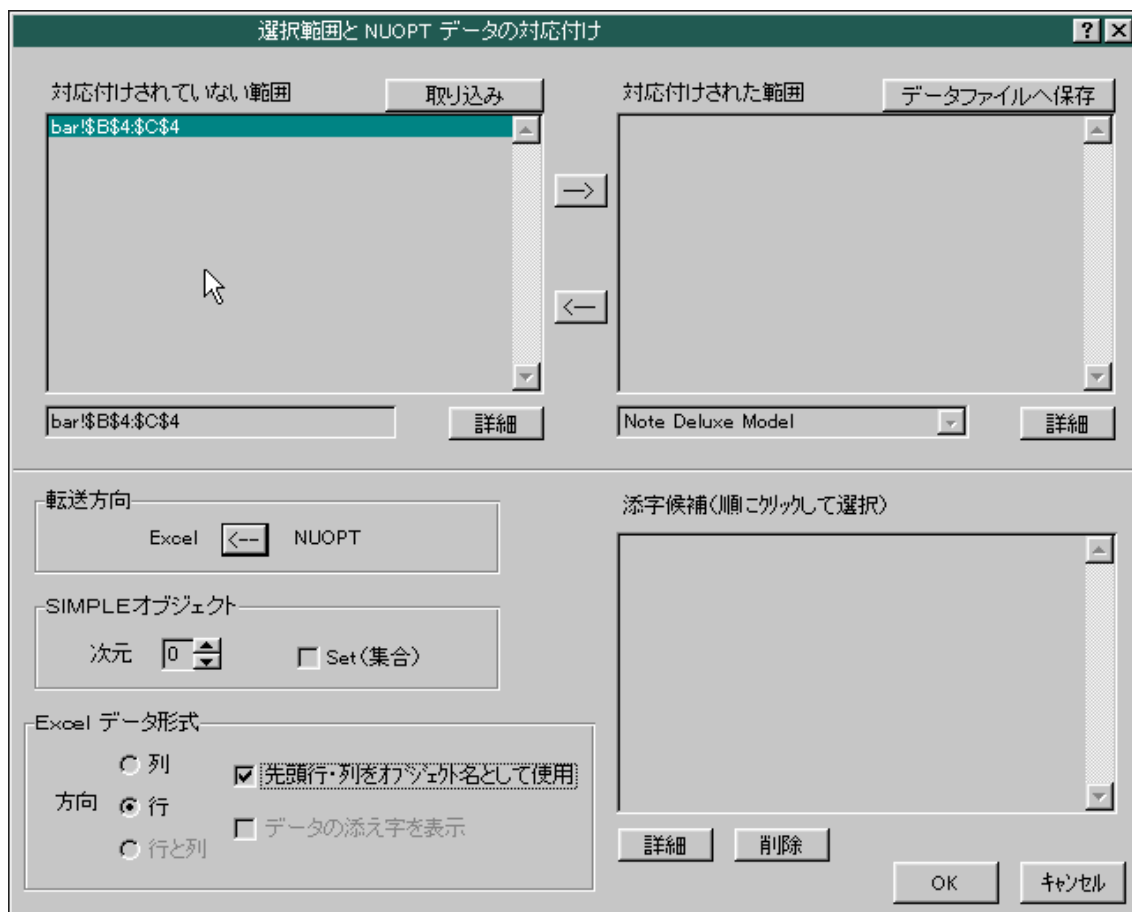 選択範囲と NUOPT データの対応付け
対応付けされていない範囲
取り込み
対応付けされた範囲
データファイルへ保存
bar!$B$4:$C$4
-->
<--
bar!$B$4:$C$4
詳細
Note Deluxe Model
詳細
転送方向
Excel <-- NUOPT
添字候補(順にクリックして選択)
SIMPLEオブジェクト
次元 0 Set(集合)
Excel データ形式
列
先頭行・列をオブジェクト名として使用
方向 行
データの添え字を表示
行と列
詳細
削除
OK
キャンセル